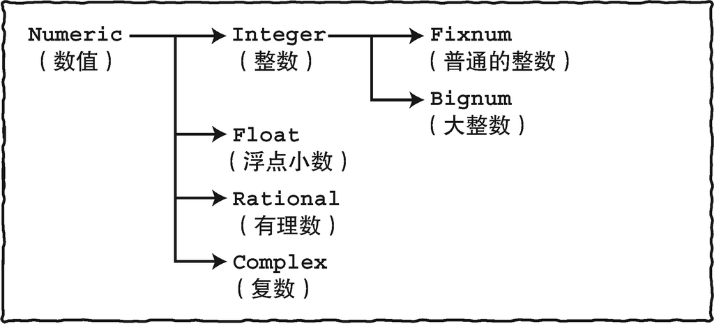 Numeric
（数值）
Integer
（整数）
Fixnum
（普通的整数）
Bignum
（大整数）
Float
（浮点小数）
Rational
（有理数）
Complex
（复数）